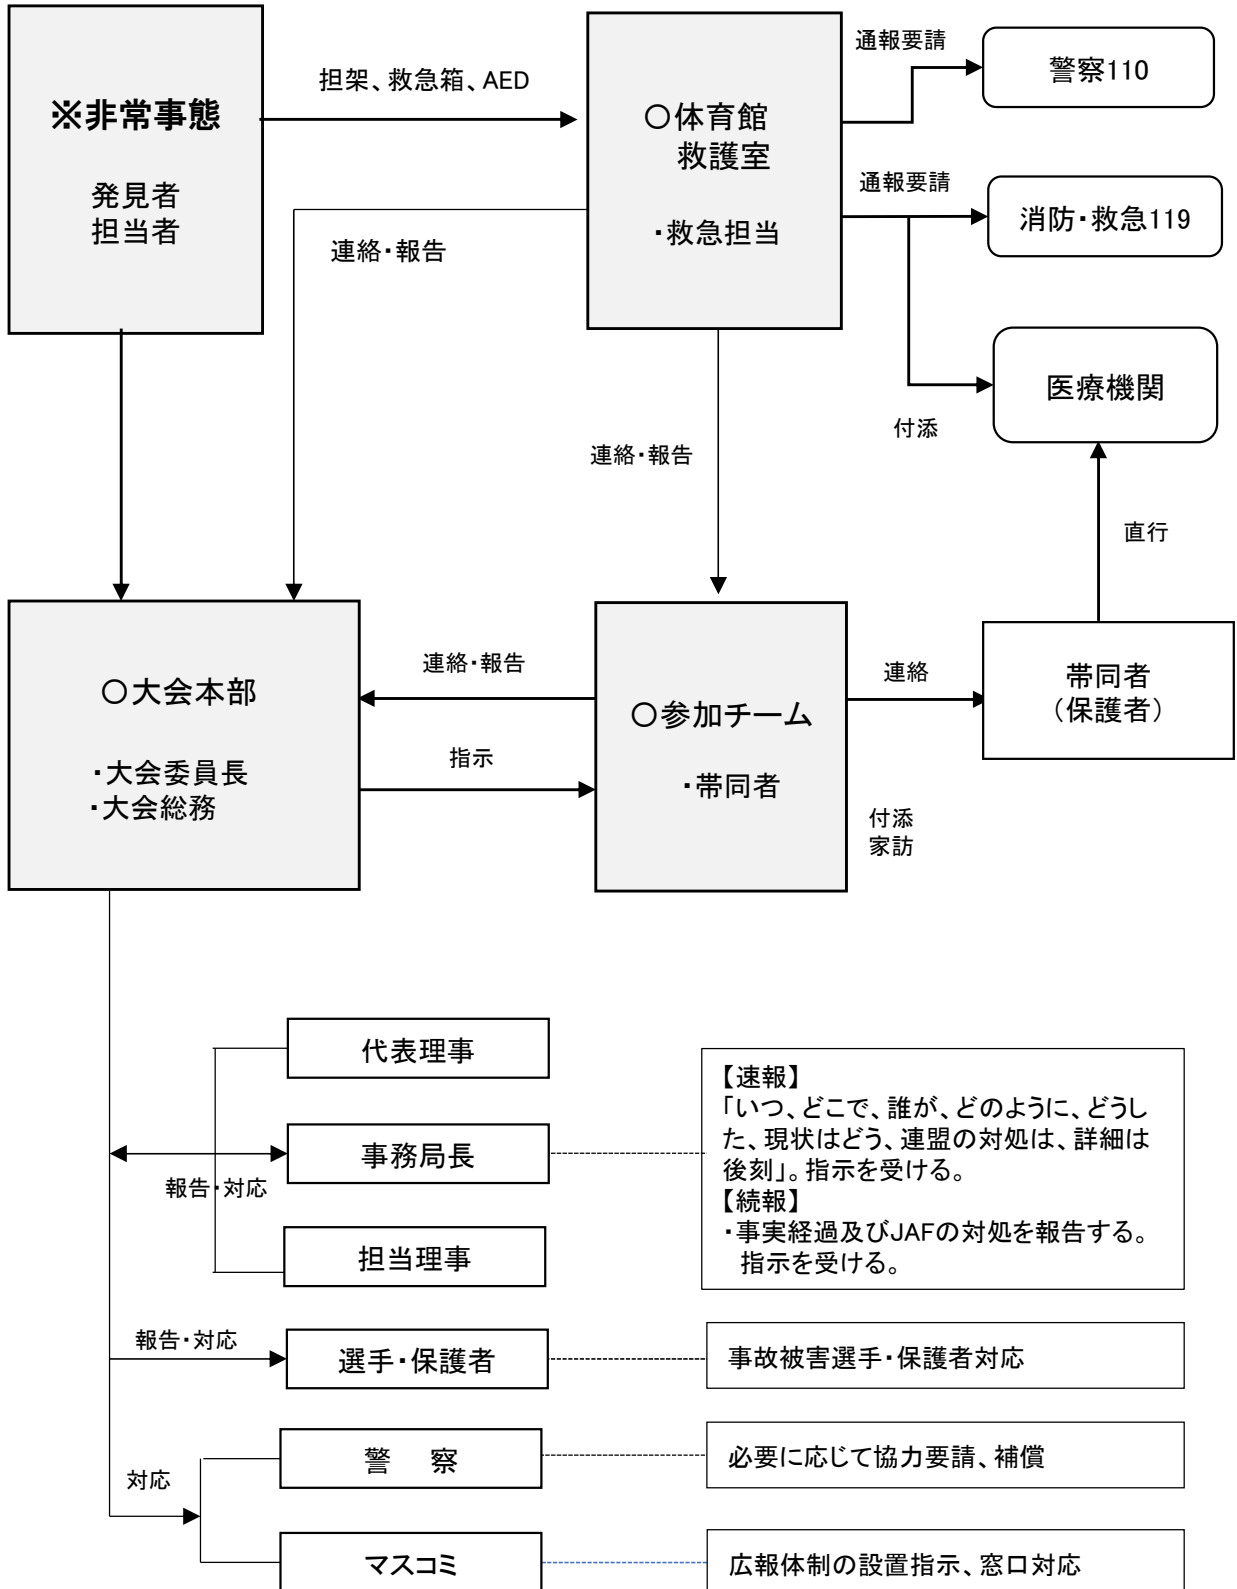 ※非常事態
発見者
担当者
担架、救急箱、AED
○体育館
救護室
・救急担当
通報要請
警察110
通報要請
消防・救急119
医療機関
付添
連絡・報告
連絡・報告
直行
○大会本部
・大会委員長
・大会総務
連絡・報告
指示
○参加チーム
・帯同者
連絡
帯同者
(保護者)
付添
家訪
代表理事
事務局長
報告・対応
担当理事
【速報】
「いつ、どこで、誰が、どのように、どうし
た、現状はどう、連盟の対処は、詳細は
後刻」。指示を受ける。
【続報】
・事実経過及びJAFの対処を報告する。
指示を受ける。
報告・対応
選手・保護者
事故被害選手・保護者対応
対応
警 察
必要に応じて協力要請、補償
マスコミ
広報体制の設置指示、窓口対応